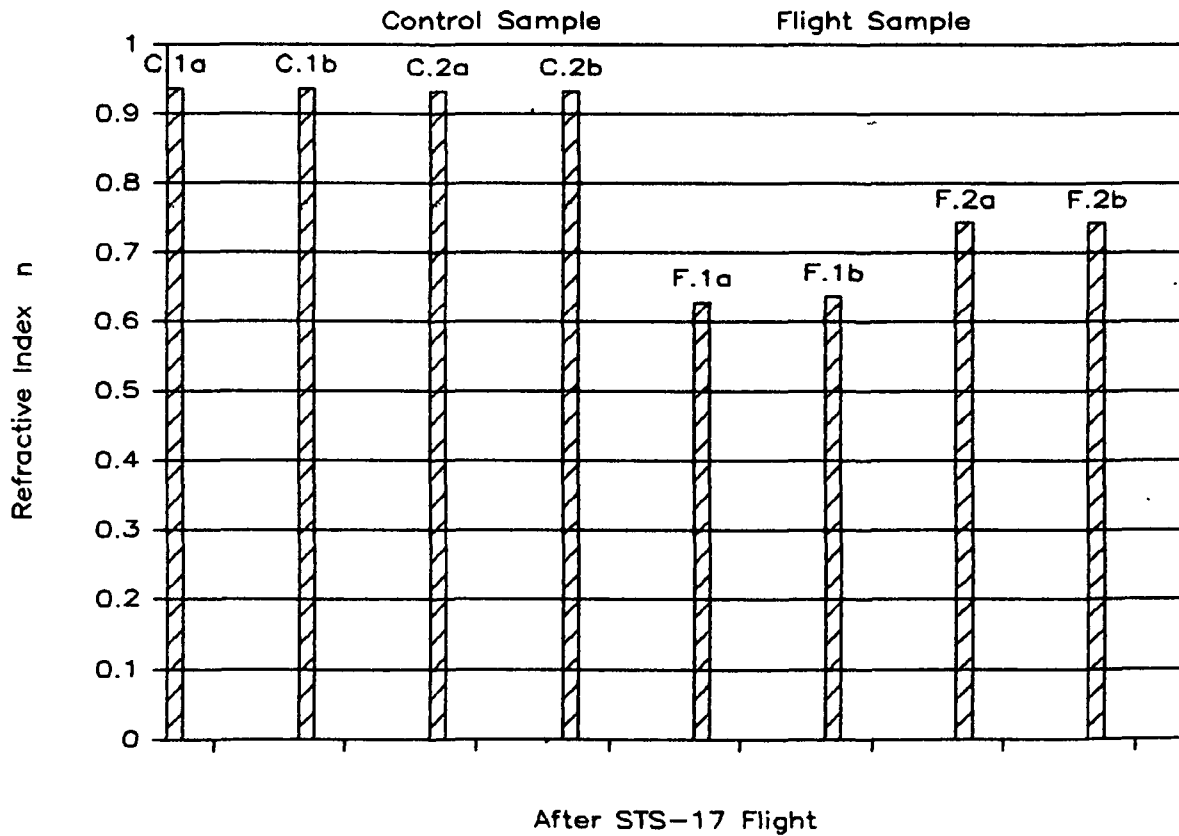 Control Sample Flight Sample
1
C.1a C.1b C.2a C.2b
0.9
0.8
F.2a F.2b
0.7
F.1a F.1b
0.6
0.5
0.4
0.3
0.2
0.1
0
Refractive Index n
After STS-17 Flight